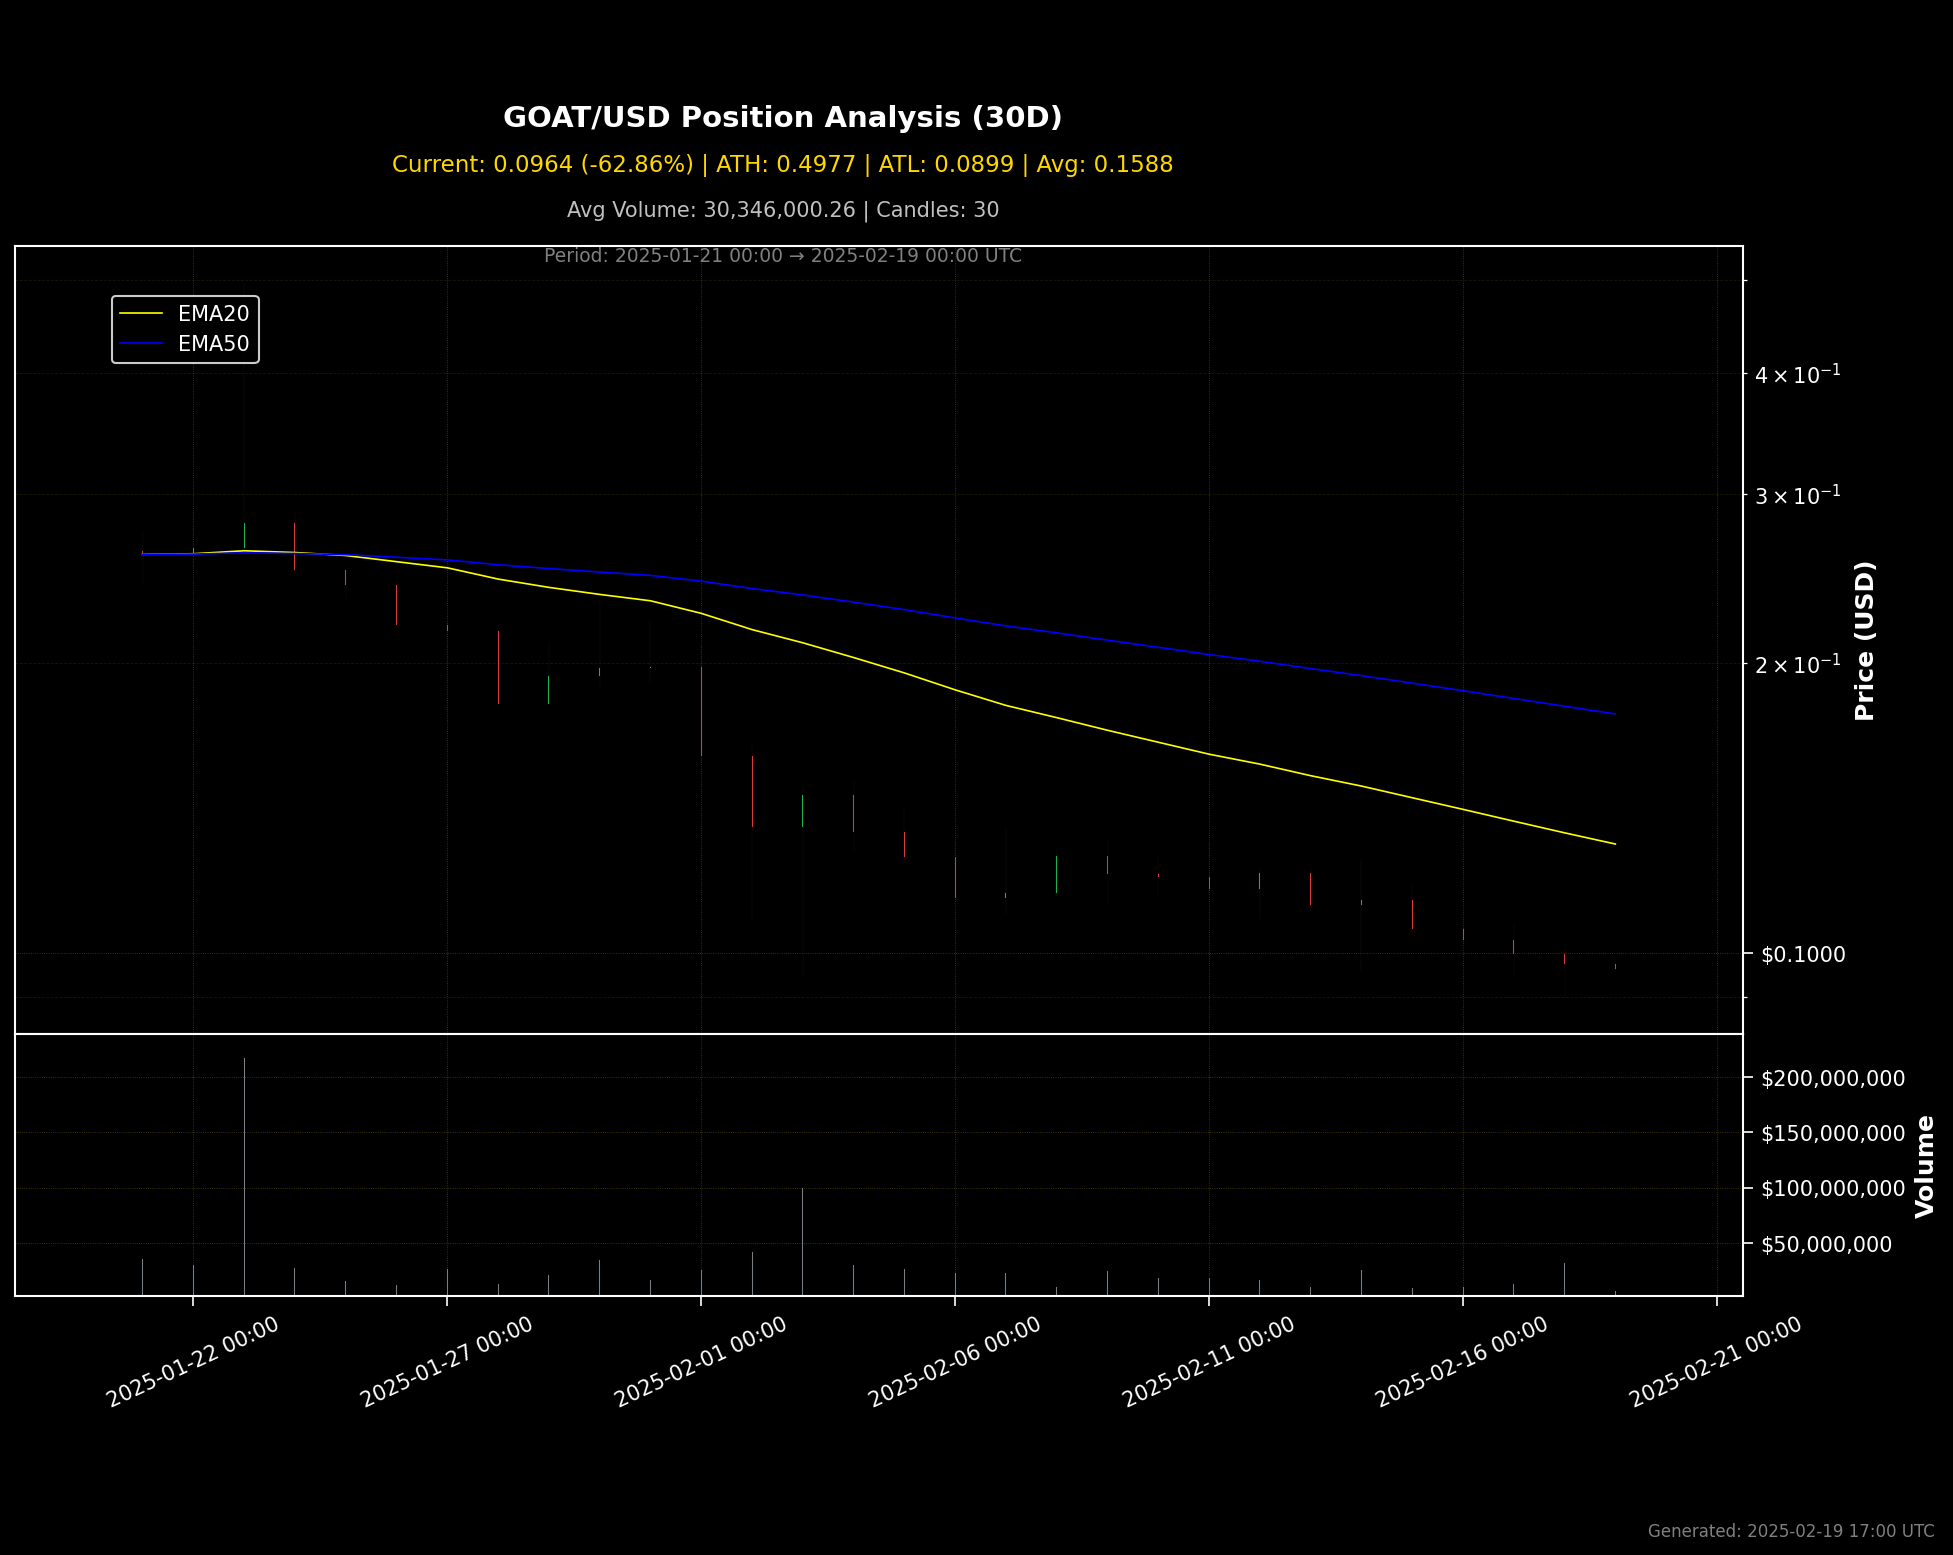 GOAT/USD Position Analysis (30D)
Current: 0.0964 (-62.86%) | ATH: 0.4977 | ATL: 0.0899 | Avg: 0.1588
Avg Volume: 30,346,000.26 | Candles: 30
Period: 2025-01-21 00:00 → 2025-02-19 00:00 UTC
EMA20
EMA50
4 × 10⁻¹
3 × 10⁻¹
2 × 10⁻¹
$0.1000
Price (USD)
$200,000,000
$150,000,000
$100,000,000
$50,000,000
Volume
2025-01-22 00:00
2025-01-27 00:00
2025-02-01 00:00
2025-02-06 00:00
2025-02-11 00:00
2025-02-16 00:00
2025-02-21 00:00
Generated: 2025-02-19 17:00 UTC